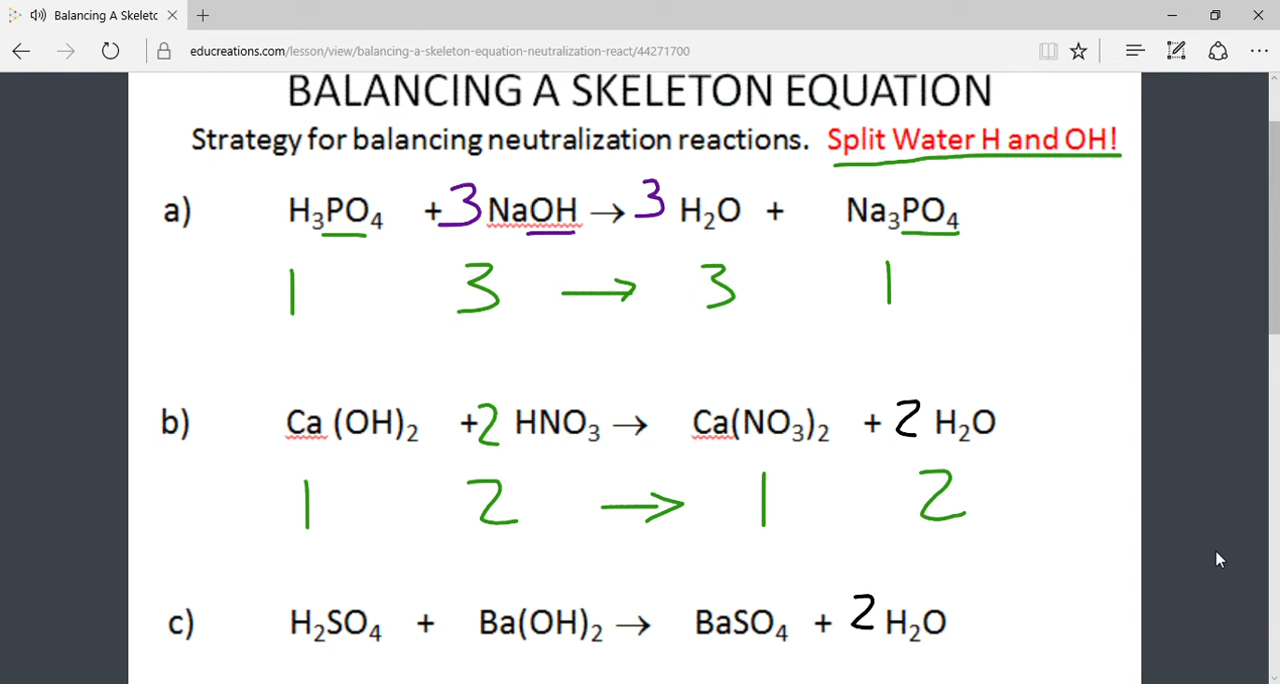 Balancing A Skeletc
educreations.com/lesson/view/balancing-a-skeleton-equation-neutralization-react/44271700
BALANCING A SKELETON EQUATION
Strategy for balancing neutralization reactions. Split Water H and OH!
a) H₃PO₄ + 3 NaOH → 3 H₂O + Na₃PO₄
1 3 → 3 1
b) Ca (OH)₂ + 2 HNO₃ → Ca(NO₃)₂ + 2 H₂O
1 2 → 1 2
c) H₂SO₄ + Ba(OH)₂ → BaSO₄ + 2 H₂O